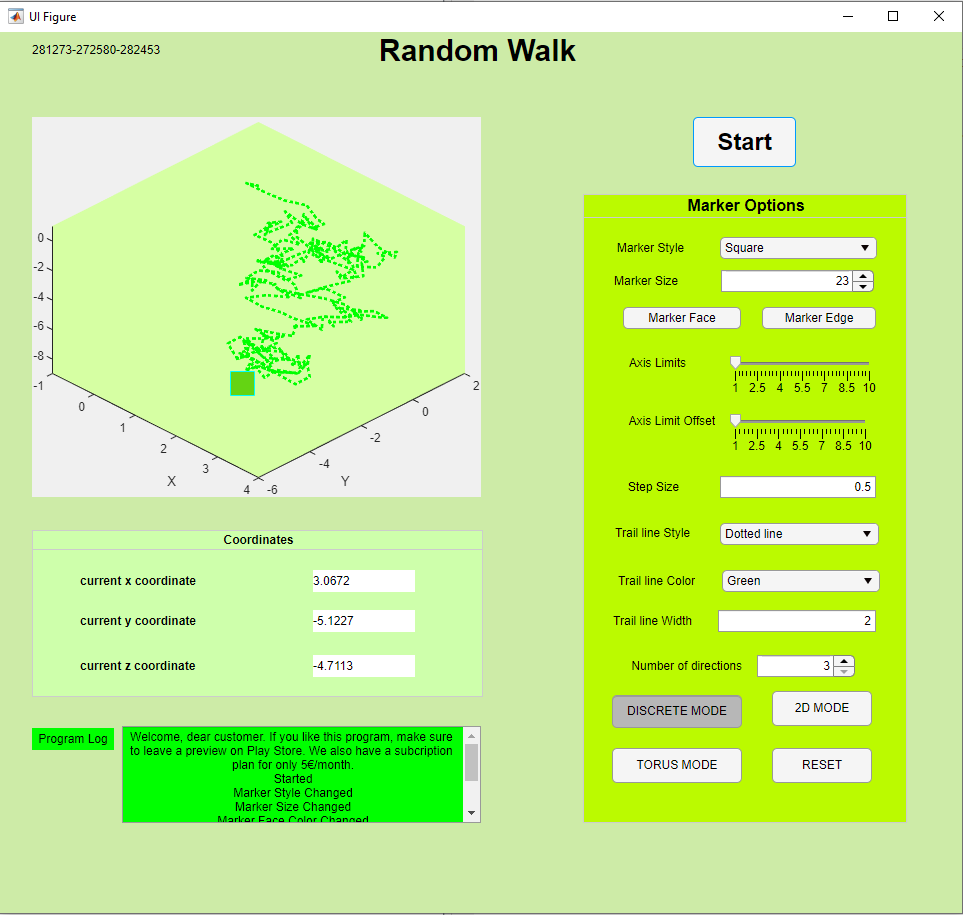 UI Figure
281273-272580-282453
Random Walk
0
-2
-4
-6
-8
-1
0
1
2
3
4
X
-6
-4
-2
0
2
Y
Coordinates
current x coordinate 3.0672
current y coordinate -5.1227
current z coordinate -4.7113
Program Log
Welcome, dear customer. If you like this program, make sure
to leave a preview on Play Store. We also have a subcription
plan for only 5€/month.
Started
Marker Style Changed
Marker Size Changed
Marker Face Color Changed
Start
Marker Options
Marker Style Square
Marker Size 23
Marker Face Marker Edge
Axis Limits
1 2.5 4 5.5 7 8.5 10
Axis Limit Offset
1 2.5 4 5.5 7 8.5 10
Step Size 0.5
Trail line Style Dotted line
Trail line Color Green
Trail line Width 2
Number of directions 3
DISCRETE MODE 2D MODE
TORUS MODE RESET